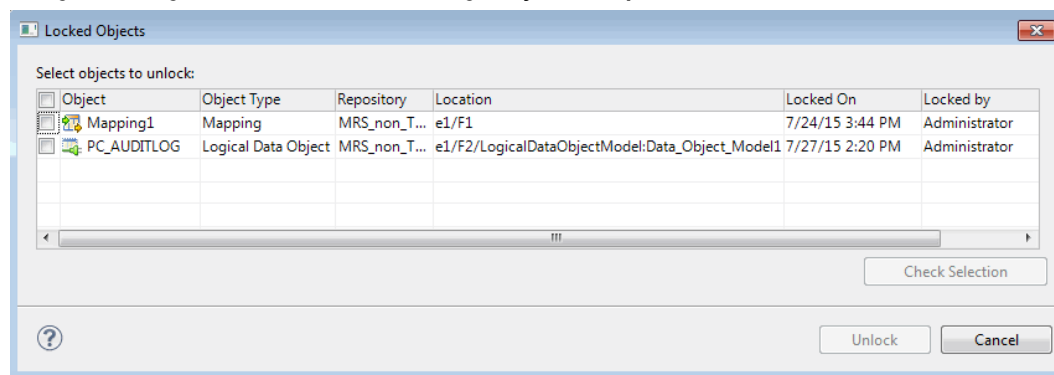 Locked Objects
Select objects to unlock:
Object Object Type Repository Location Locked On Locked by
Mapping1 Mapping MRS_non_T... e1/F1 7/24/15 3:44 PM Administrator
PC_AUDITLOG Logical Data Object MRS_non_T... e1/F2/LogicalDataObjectModel:Data_Object_Model1 7/27/15 2:20 PM Administrator
Check Selection
Unlock Cancel